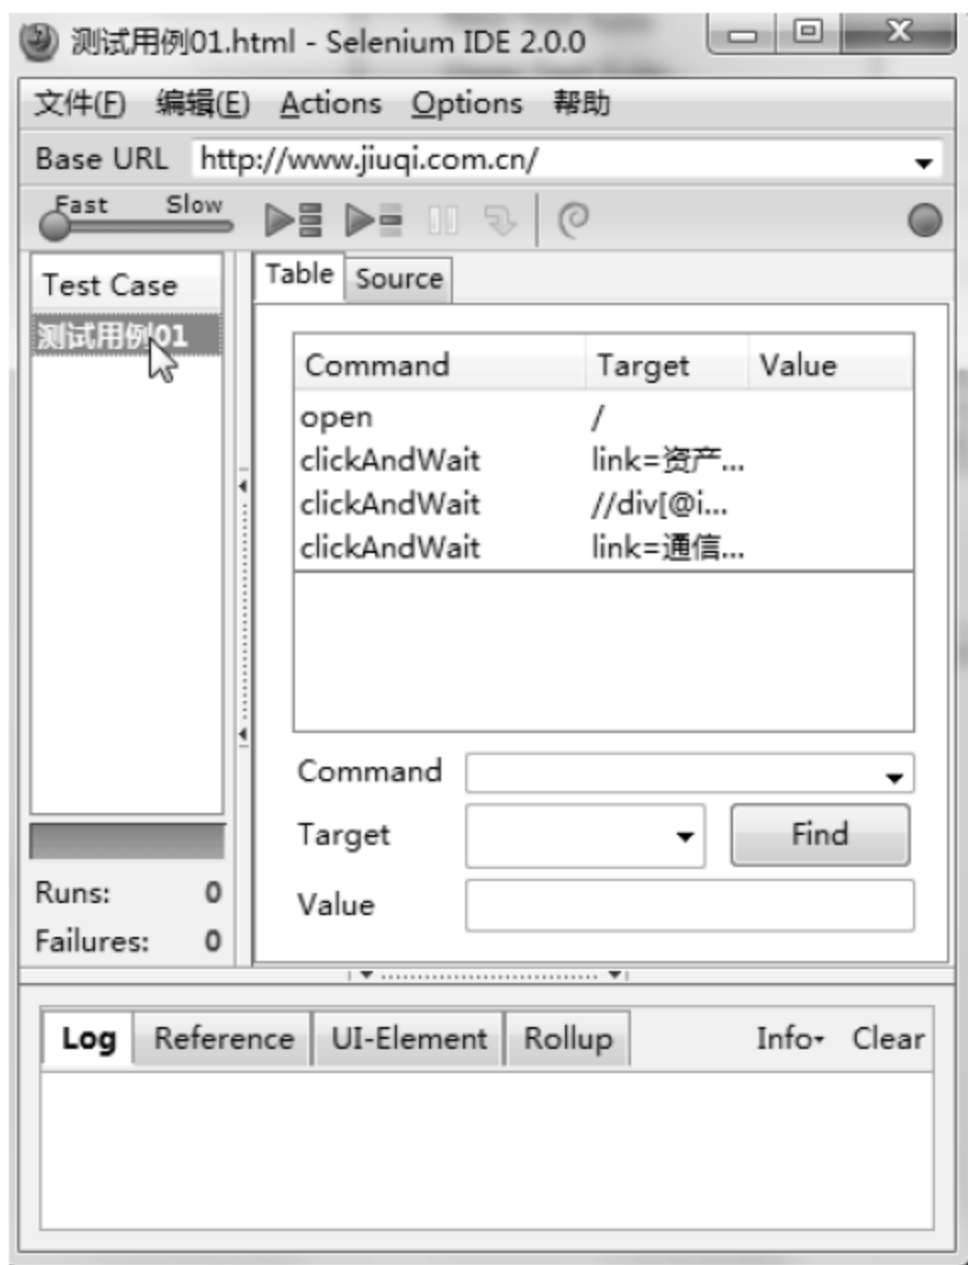 测试用例01.html - Selenium IDE 2.0.0
文件(F) 编辑(E) Actions Options 帮助
Base URL http://www.jiuqi.com.cn/
Fast Slow
Test Case
测试用例01
Table Source
Command Target Value
open /
clickAndWait link=资产...
clickAndWait //div[@i...
clickAndWait link=通信...
Command
Target Find
Value
Runs: 0
Failures: 0
Log Reference UI-Element Rollup Info Clear